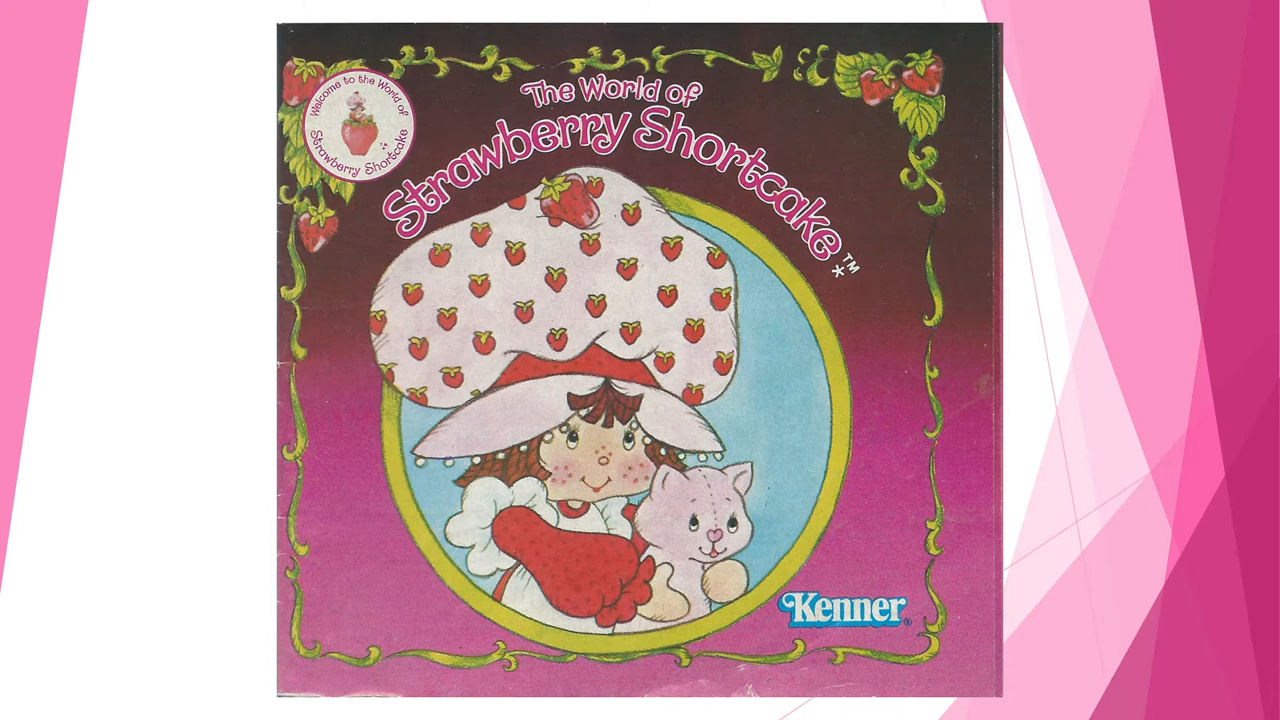 Welcome to the World of
Strawberry Shortcake
The World of
Strawberry Shortcake*™
Kenner®